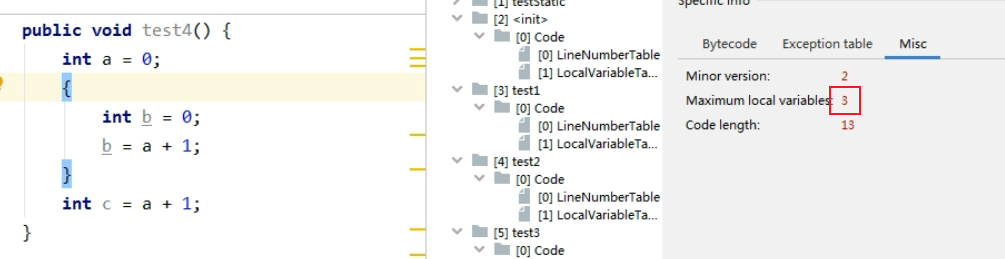 public void test4() {
int a = 0;
{
int b = 0;
b = a + 1;
}
int c = a + 1;
}
[1] testStatic
[2] <init>
[0] Code
[0] LineNumberTable
[1] LocalVariableTa...
[3] test1
[0] Code
[0] LineNumberTable
[1] LocalVariableTa...
[4] test2
[0] Code
[0] LineNumberTable
[1] LocalVariableTa...
[5] test3
[0] Code
Specific info
Bytecode Exception table Misc
Minor version: 2
Maximum local variables: 3
Code length: 13